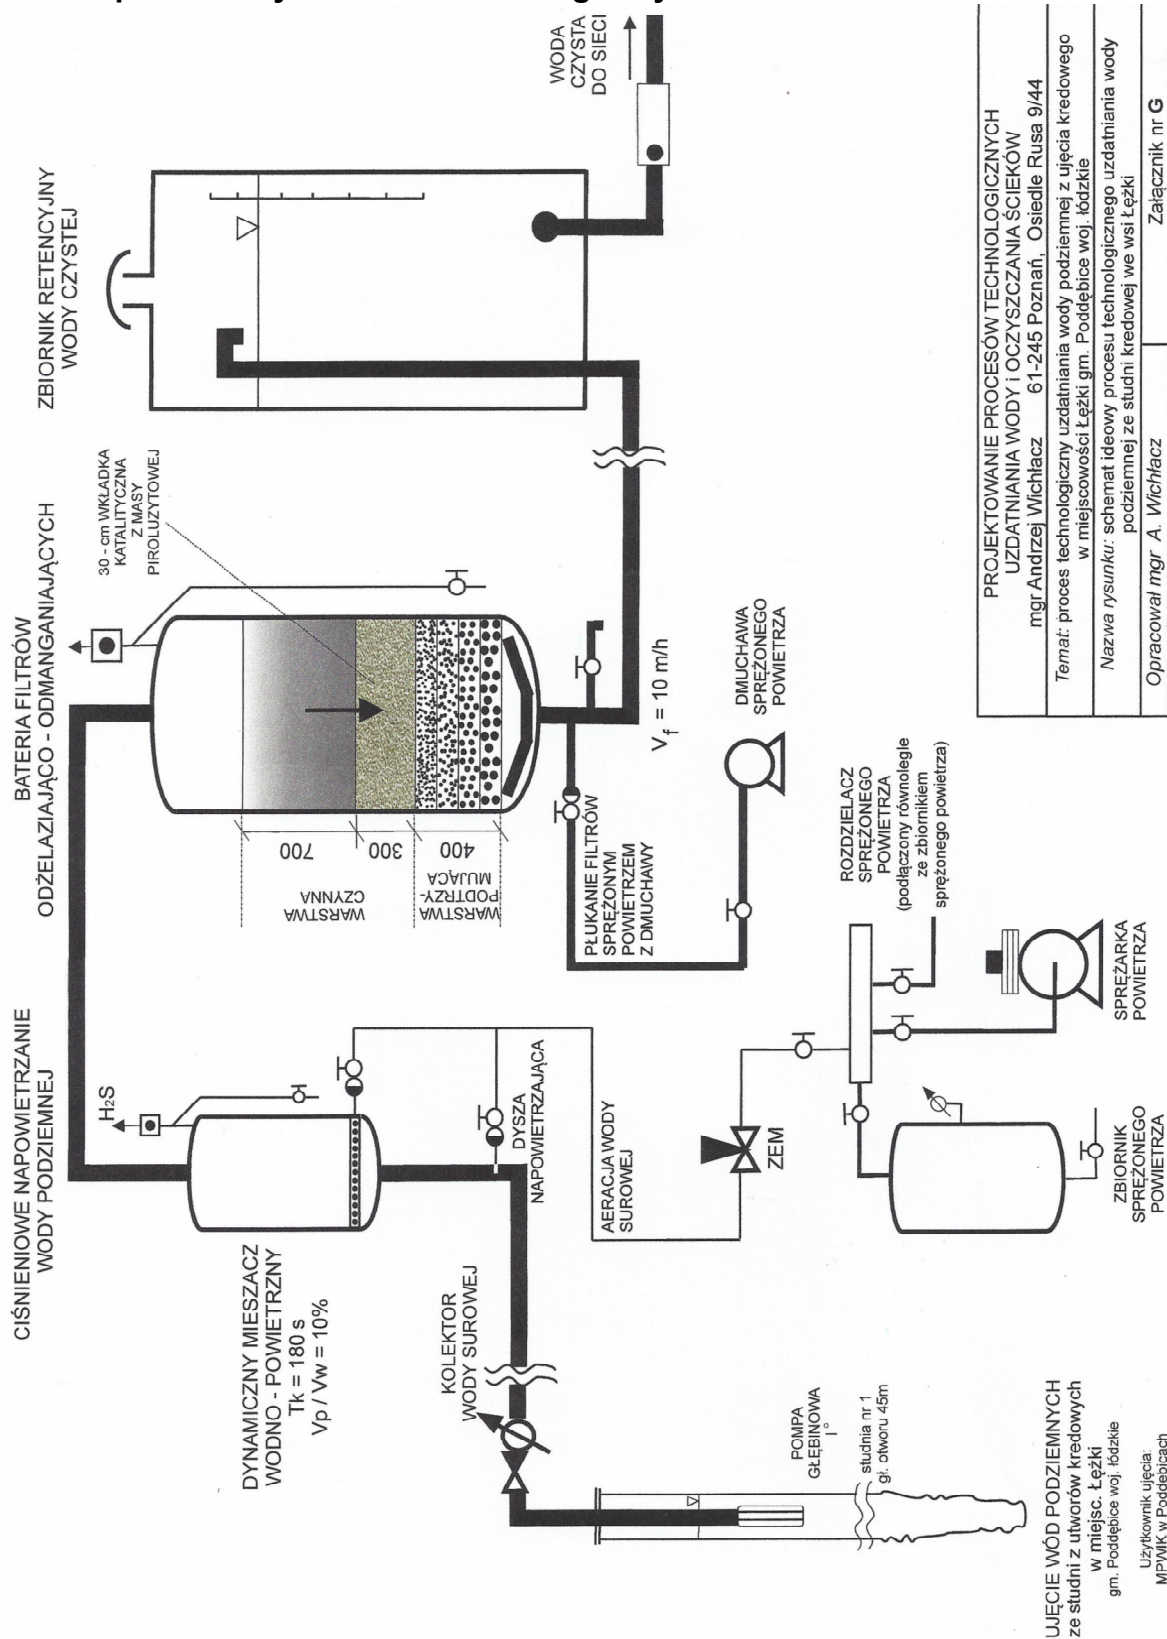 CIŚNIENIOWE NAPOWIETRZANIE
WODY PODZIEMNEJ
BATERIA FILTRÓW
ODŻELAZIAJĄCO - ODMANGANIAJĄCYCH
ZBIORNIK RETENCYJNY
WODY CZYSTEJ
H2S
30 - cm WKŁADKA
KATALITYCZNA
Z MASY
PIROLUZYTOWEJ
WODA
CZYSTA
DO SIECI
DYNAMICZNY MIESZACZ
WODNO - POWIETRZNY
Tk = 180 s
Vp / Vw = 10%
700
300
400
WARSTWA
CZYNNA
WARSTWA
PODTRZY-
MUJĄCA
KOLEKTOR
WODY SUROWEJ
DYSZA
NAPOWIETRZAJĄCA
PŁUKANIE FILTRÓW
SPRĘŻONYM
POWIETRZEM
Z DMUCHAWY
Vf = 10 m/h
AERACJA WODY
SUROWEJ
DMUCHAWA
SPRĘŻONEGO
POWIETRZA
ZEM
ROZDZIELACZ
SPRĘŻONEGO
POWIETRZA
(podłączony równolegle
ze zbiornikiem
sprężonego powietrza)
POMPA
GŁĘBINOWA
I°
studnia nr 1
gł. otworu 45m
ZBIORNIK
SPRĘŻONEGO
POWIETRZA
SPRĘŻARKA
POWIETRZA
UJĘCIE WÓD PODZIEMNYCH
ze studni z utworów kredowych
w miejsc. Łężki
gm. Poddębice woj. łódzkie
Użytkownik ujęcia:
MPWIK w Poddębicach
PROJEKTOWANIE PROCESÓW TECHNOLOGICZNYCH
UZDATNIANIA WODY i OCZYSZCZANIA ŚCIEKÓW
mgr Andrzej Wichłacz 61-245 Poznań, Osiedle Rusa 9/44
Temat: proces technologiczny uzdatniania wody podziemnej z ujęcia kredowego
w miejscowości Łężki gm. Poddębice woj. łódzkie
Nazwa rysunku: schemat ideowy procesu technologicznego uzdatniania wody
podziemnej ze studni kredowej we wsi Łężki
Opracował mgr A. Wichłacz Załącznik nr G